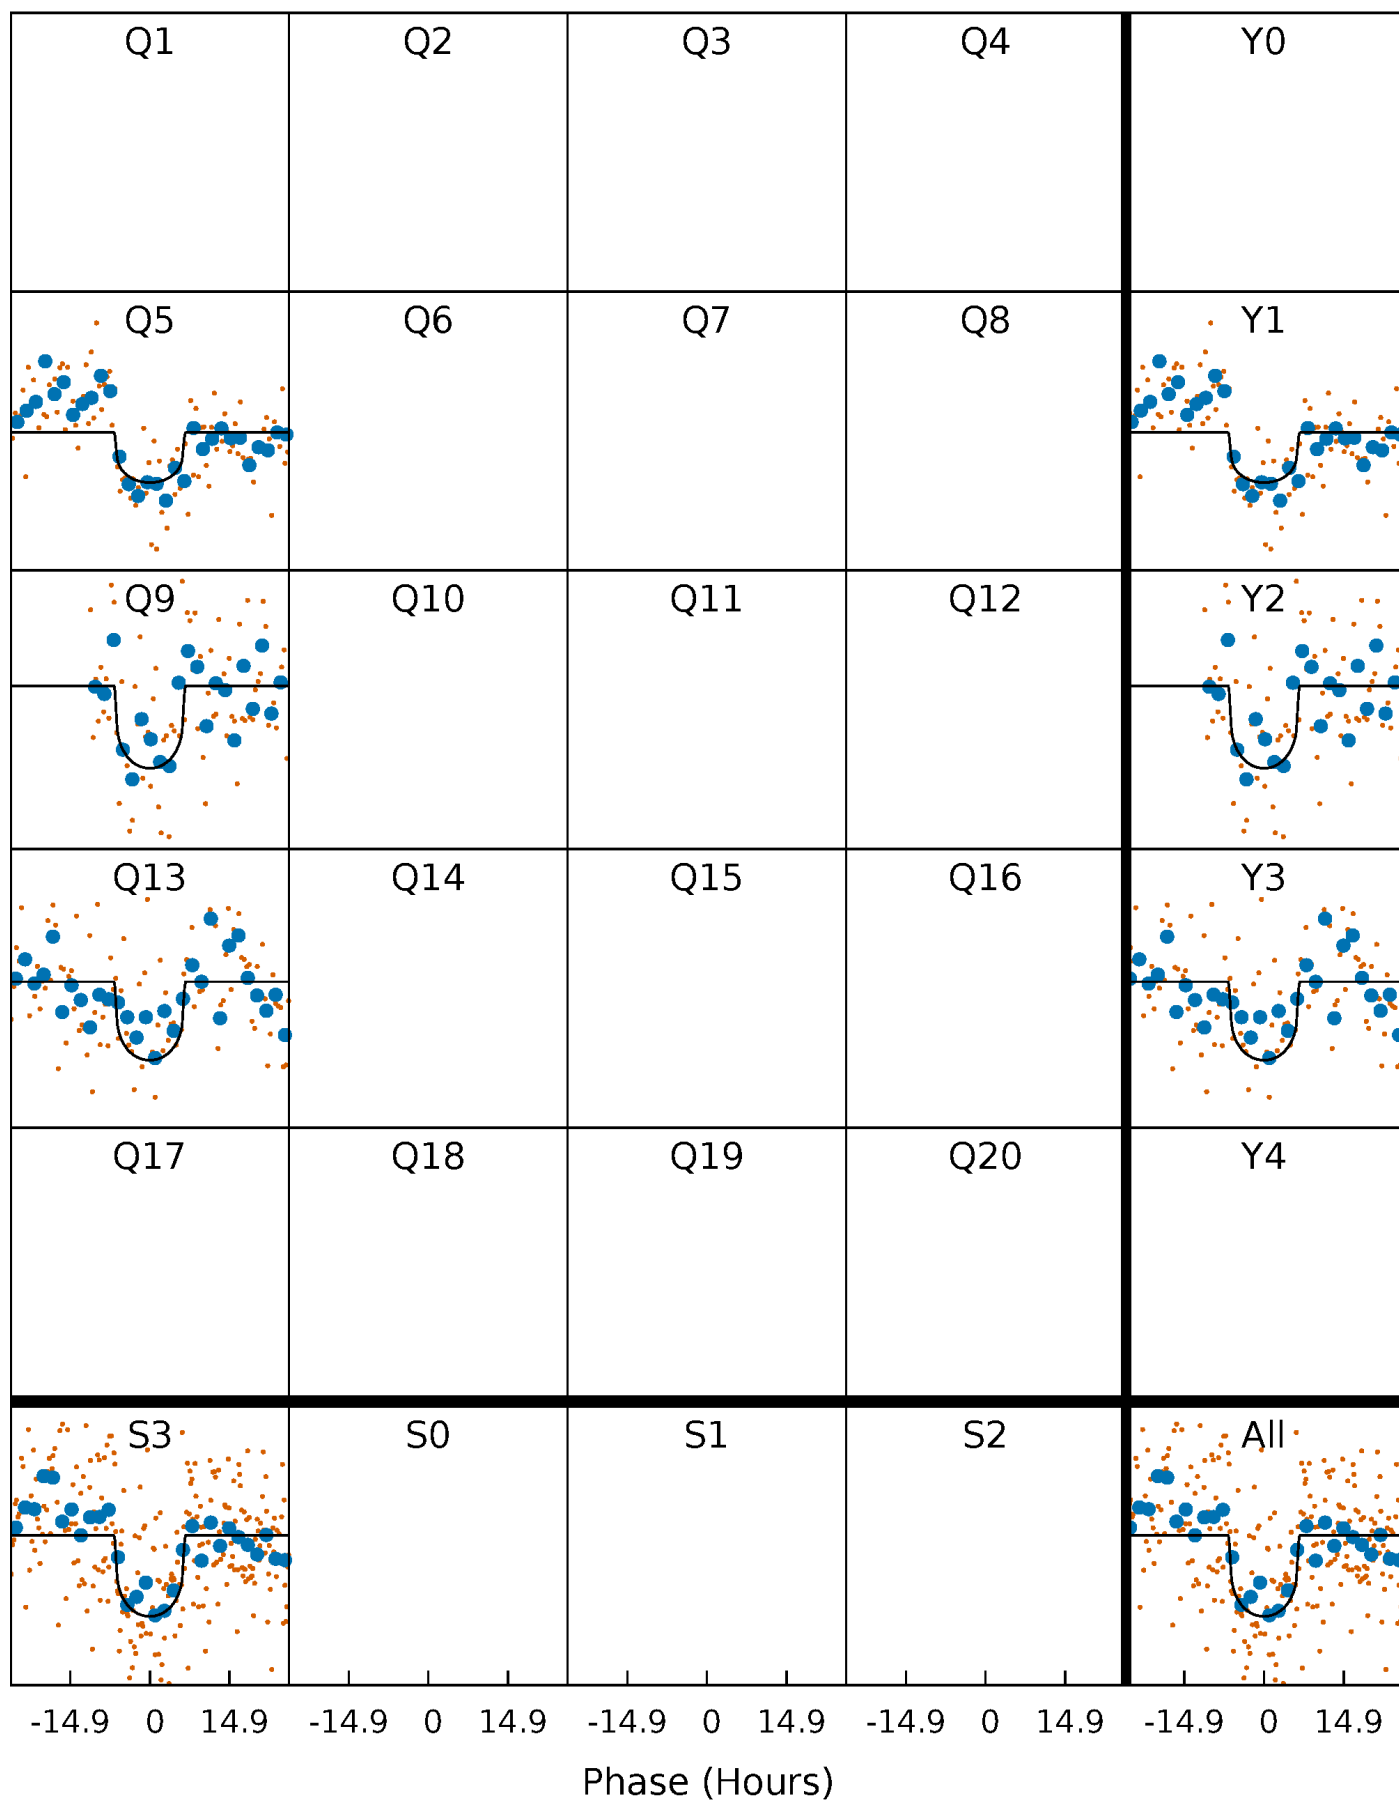 Q1 Q2 Q3 Q4 Y0
Q5 Q6 Q7 Q8 Y1
Q9 Q10 Q11 Q12 Y2
Q13 Q14 Q15 Q16 Y3
Q17 Q18 Q19 Q20 Y4
S3 S0 S1 S2 All
-14.9 0 14.9 -14.9 0 14.9 -14.9 0 14.9 -14.9 0 14.9 -14.9 0 14.9
Phase (Hours)